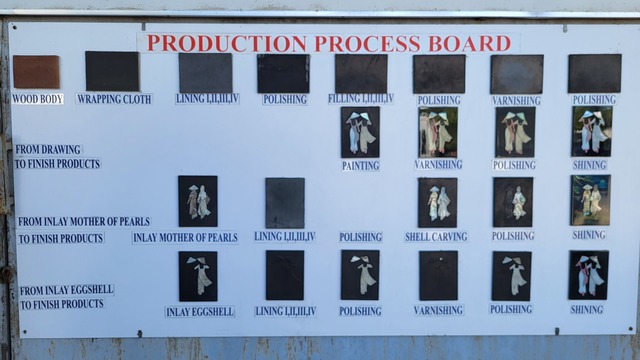 PRODUCTION PROCESS BOARD
WOOD BODY WRAPPING CLOTH LINING I,II,III,IV POLISHING FILLING I,II,III,IV POLISHING VARNISHING POLISHING
FROM DRAWING
TO FINISH PRODUCTS
PAINTING VARNISHING POLISHING SHINING
FROM INLAY MOTHER OF PEARLS
TO FINISH PRODUCTS
INLAY MOTHER OF PEARLS LINING I,II,III,IV POLISHING SHELL CARVING POLISHING SHINING
FROM INLAY EGGSHELL
TO FINISH PRODUCTS
INLAY EGGSHELL LINING I,II,III,IV POLISHING VARNISHING POLISHING SHINING